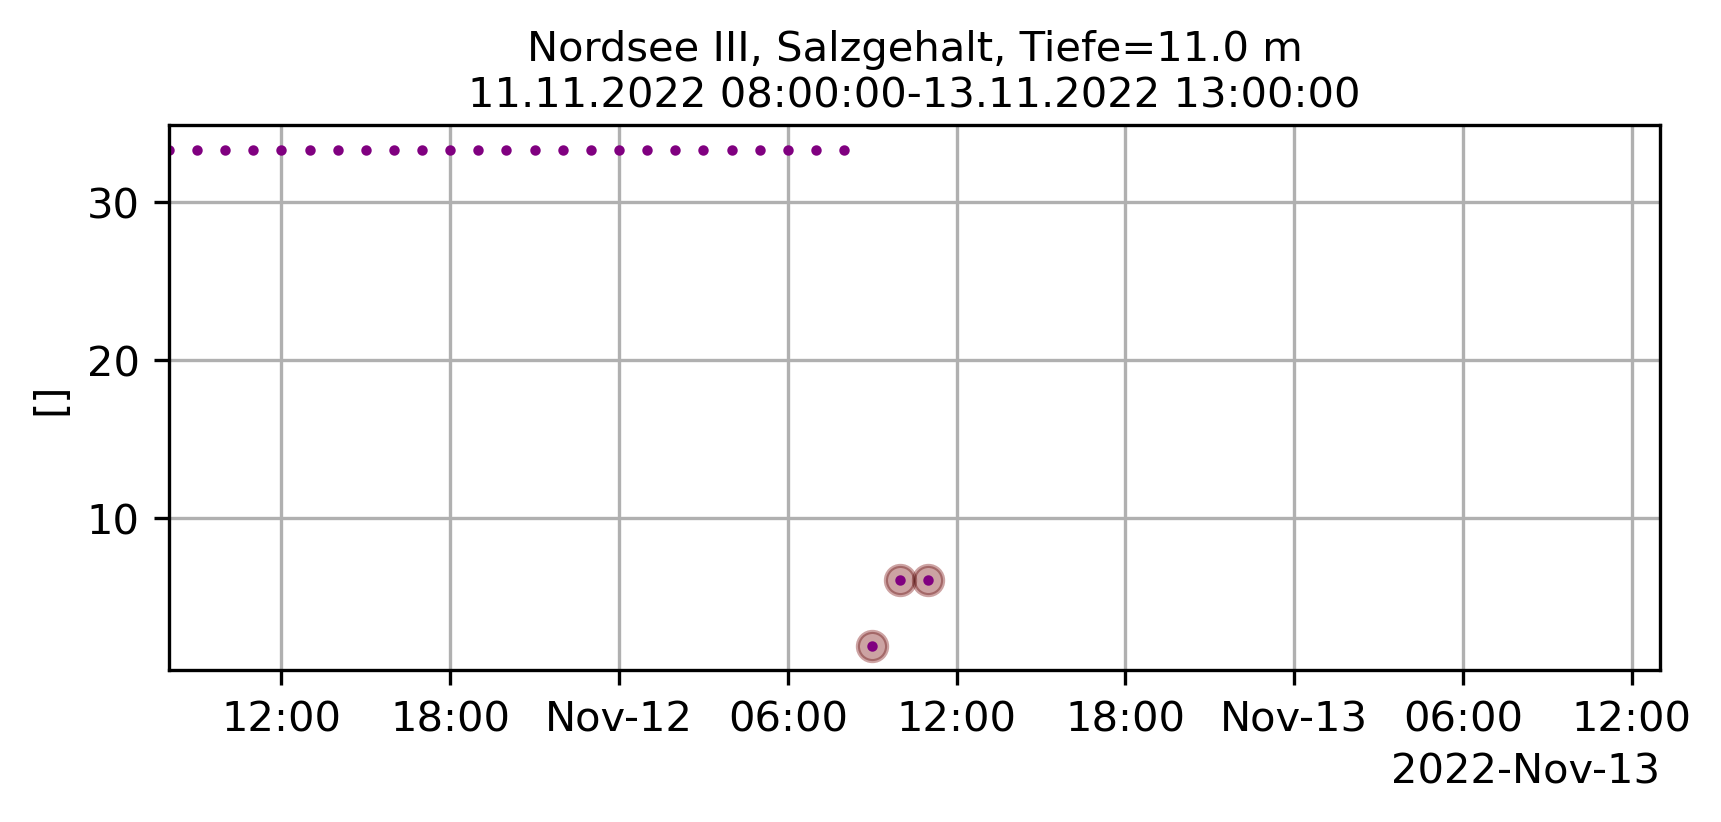 Nordsee III, Salzgehalt, Tiefe=11.0 m
11.11.2022 08:00:00-13.11.2022 13:00:00
30
20
10
[]
12:00 18:00 Nov-12 06:00 12:00 18:00 Nov-13 06:00 12:00
2022-Nov-13